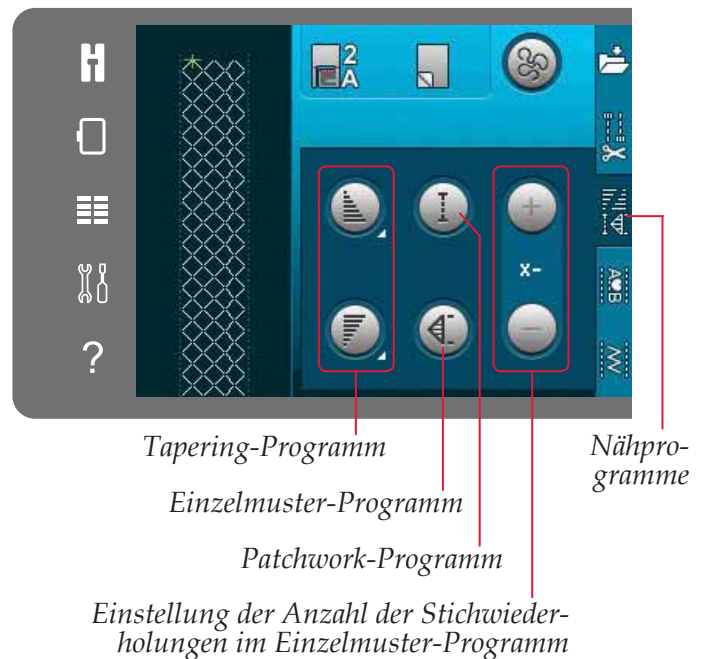 2
A
x-
A♥B
?
Tapering-Programm
Nähpro-
gramme
Einzelmuster-Programm
Patchwork-Programm
Einstellung der Anzahl der Stichwieder-
holungen im Einzelmuster-Programm